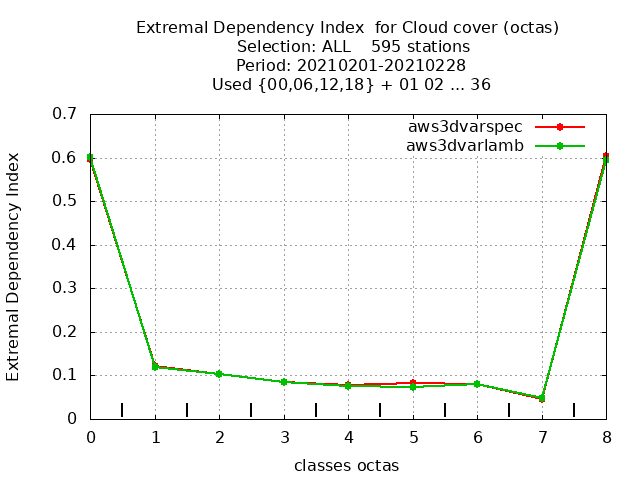 Extremal Dependency Index  for Cloud cover (octas)
Selection: ALL    595 stations
Period: 20210201-20210228
Used {00,06,12,18} + 01 02 ... 36
aws3dvarspec
aws3dvarlamb
Extremal Dependency Index
0.7
0.6
0.5
0.4
0.3
0.2
0.1
0
0 1 2 3 4 5 6 7 8
classes octas